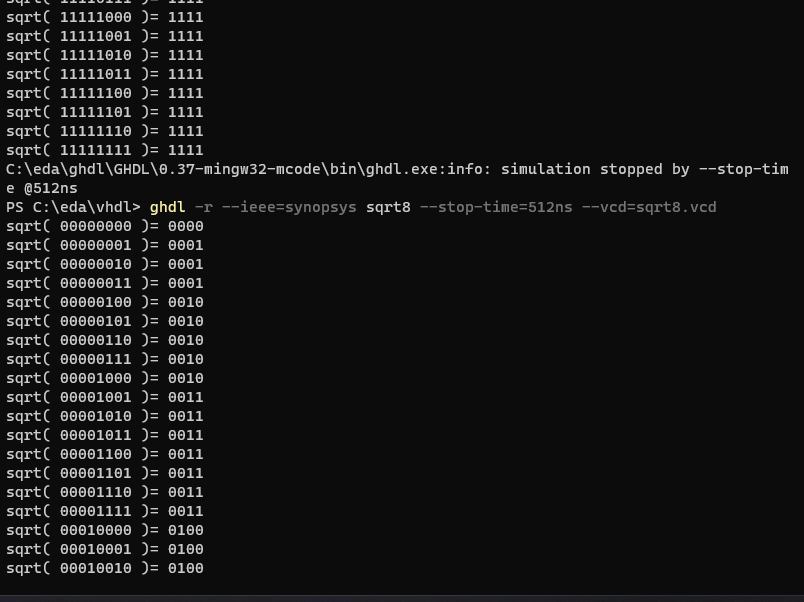 sqrt( 11110111 )= 1111
sqrt( 11111000 )= 1111
sqrt( 11111001 )= 1111
sqrt( 11111010 )= 1111
sqrt( 11111011 )= 1111
sqrt( 11111100 )= 1111
sqrt( 11111101 )= 1111
sqrt( 11111110 )= 1111
sqrt( 11111111 )= 1111
C:\eda\ghdl\GHDL\0.37-mingw32-mcode\bin\ghdl.exe:info: simulation stopped by --stop-tim
e @512ns
PS C:\eda\vhdl> ghdl -r --ieee=synopsys sqrt8 --stop-time=512ns --vcd=sqrt8.vcd
sqrt( 00000000 )= 0000
sqrt( 00000001 )= 0001
sqrt( 00000010 )= 0001
sqrt( 00000011 )= 0001
sqrt( 00000100 )= 0010
sqrt( 00000101 )= 0010
sqrt( 00000110 )= 0010
sqrt( 00000111 )= 0010
sqrt( 00001000 )= 0010
sqrt( 00001001 )= 0011
sqrt( 00001010 )= 0011
sqrt( 00001011 )= 0011
sqrt( 00001100 )= 0011
sqrt( 00001101 )= 0011
sqrt( 00001110 )= 0011
sqrt( 00001111 )= 0011
sqrt( 00010000 )= 0100
sqrt( 00010001 )= 0100
sqrt( 00010010 )= 0100